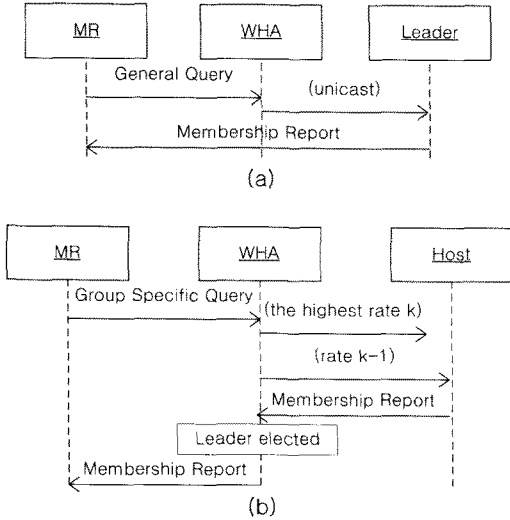 MR WHA Leader
General Query
(unicast)
Membership Report
(a)
MR WHA Host
Group Specific Query
(the highest rate k)
(rate k-1)
Membership Report
Leader elected
Membership Report
(b)